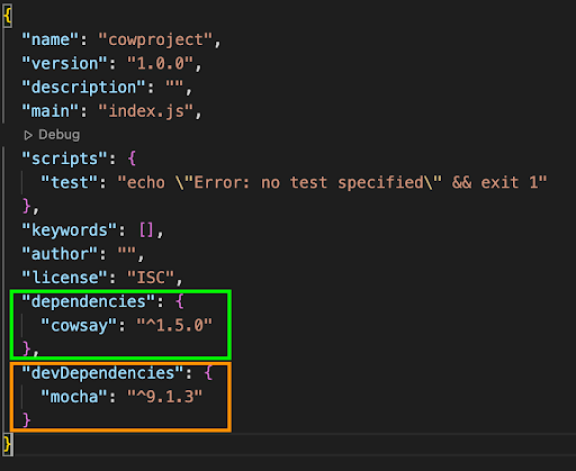 {
  "name": "cowproject",
  "version": "1.0.0",
  "description": "",
  "main": "index.js",
  ▷ Debug
  "scripts": {
    "test": "echo \"Error: no test specified\" && exit 1"
  },
  "keywords": [],
  "author": "",
  "license": "ISC",
  "dependencies": {
    "cowsay": "^1.5.0"
  },
  "devDependencies": {
    "mocha": "^9.1.3"
  }
}